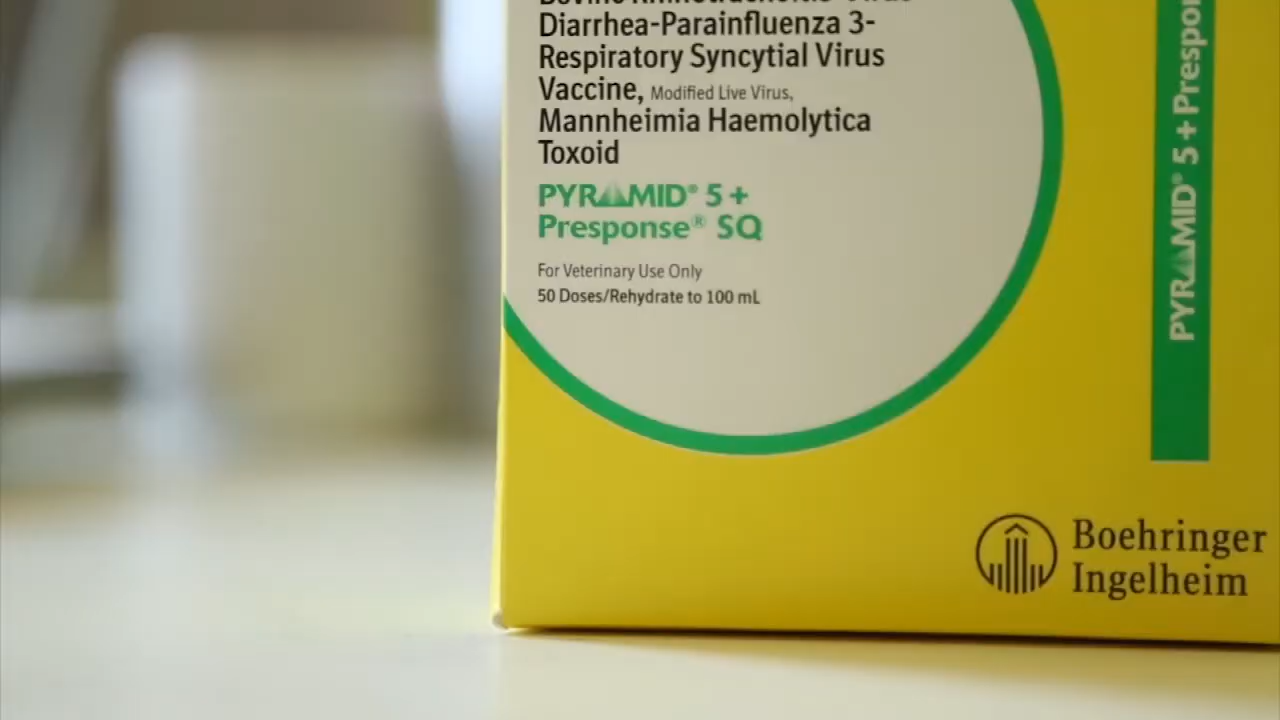 Diarrhea-Parainfluenza 3-
Respiratory Syncytial Virus
Vaccine, Modified Live Virus,
Mannheimia Haemolytica
Toxoid
PYRAMID® 5 +
Presponse® SQ
For Veterinary Use Only
50 Doses/Rehydrate to 100 mL
PYRAMID® 5 + Prespon
Boehringer
Ingelheim